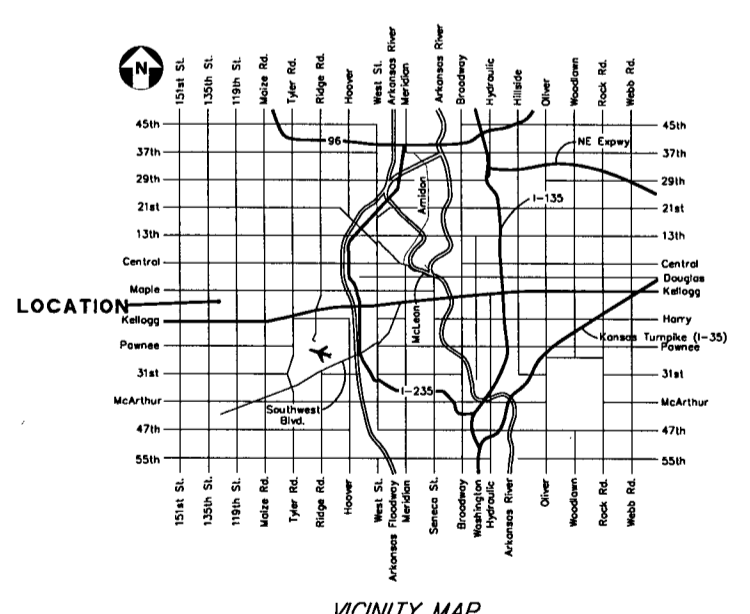 N
151st St.
135th St.
119th St.
Maize Rd.
Tyler Rd.
Ridge Rd.
Hoover
West St.
Arkansas River
Meridian
Arkansas River
Broadway
Hydraulic
Hillside
Oliver
Woodlawn
Rock Rd.
Webb Rd.
45th
45th
96
37th
NE Expwy
37th
29th
29th
Amidon
I-135
21st
21st
13th
13th
Central
Central
Douglas
Maple
Kellogg
LOCATION
McLean
Kellogg
Harry
Kansas Turnpike (I-35)
Pawnee
Pawnee
31st
31st
I-235
McArthur
McArthur
Southwest
Blvd.
47th
47th
55th
55th
151st St.
135th St.
119th St.
Maize Rd.
Tyler Rd.
Ridge Rd.
Hoover
West St.
Arkansas Floodway
Meridian
Seneca St.
Broadway
Washington
Hydraulic
Arkansas River
Oliver
Woodlawn
Rock Rd.
Webb Rd.
VICINITY MAP